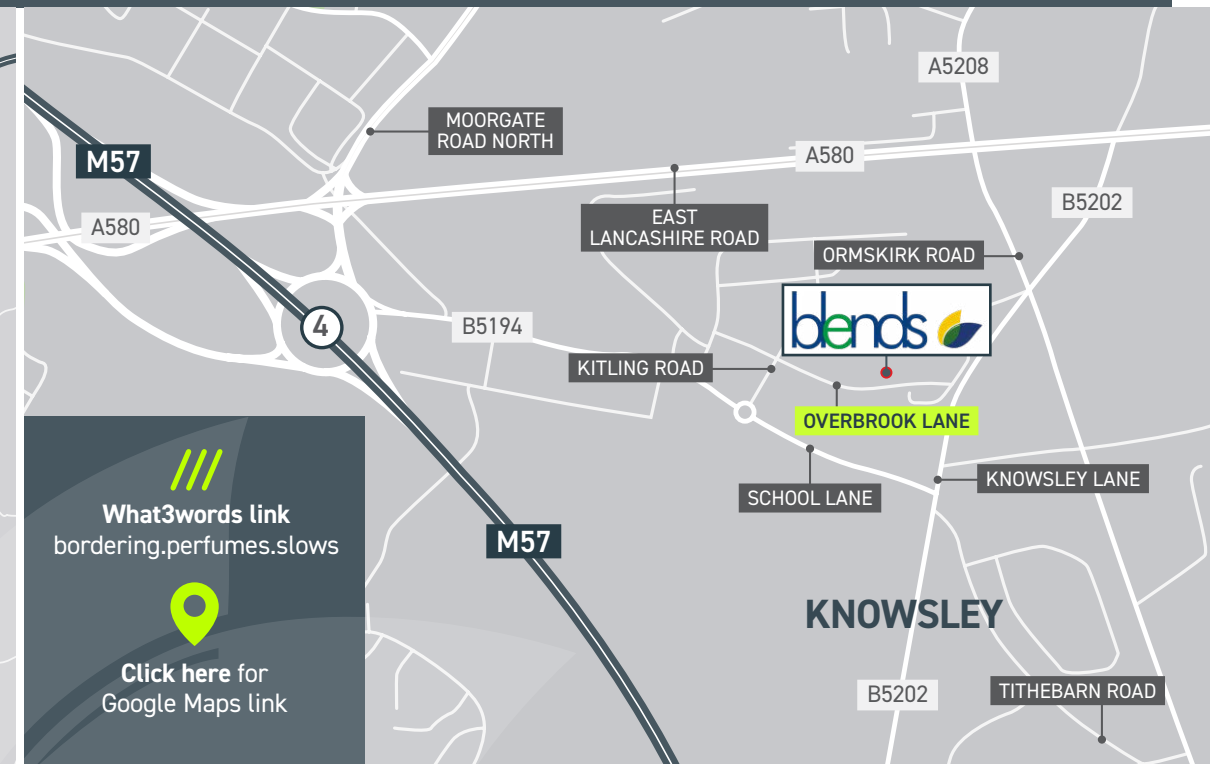 A5208
MOORGATE
ROAD NORTH
M57
A580
A580
B5202
EAST
LANCASHIRE ROAD
ORMSKIRK ROAD
blends
4
B5194
KITLING ROAD
OVERBROOK LANE
KNOWSLEY LANE
SCHOOL LANE
What3words link
bordering.perfumes.slows
M57
KNOWSLEY
Click here for
Google Maps link
B5202
TITHEBARN ROAD